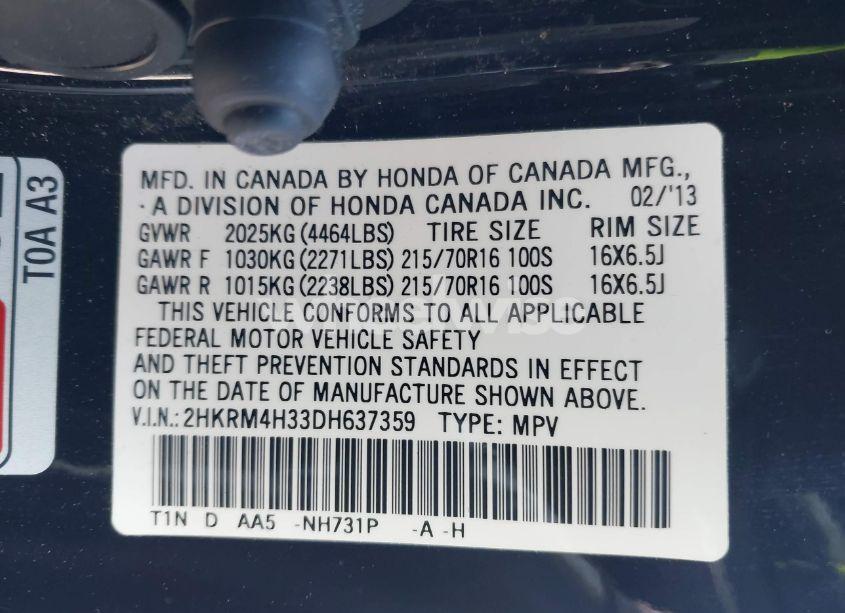 MFD. IN CANADA BY HONDA OF CANADA MFG.,
· A DIVISION OF HONDA CANADA INC. 02/'13
GVWR 2025KG (4464LBS) TIRE SIZE RIM SIZE
GAWR F 1030KG (2271LBS) 215/70R16 100S 16X6.5J
GAWR R 1015KG (2238LBS) 215/70R16 100S 16X6.5J
THIS VEHICLE CONFORMS TO ALL APPLICABLE
FEDERAL MOTOR VEHICLE SAFETY
AND THEFT PREVENTION STANDARDS IN EFFECT
ON THE DATE OF MANUFACTURE SHOWN ABOVE.
V.I.N.: 2HKRM4H33DH637359 TYPE: MPV
T1N D AA5 -NH731P -A -H
T0A A3